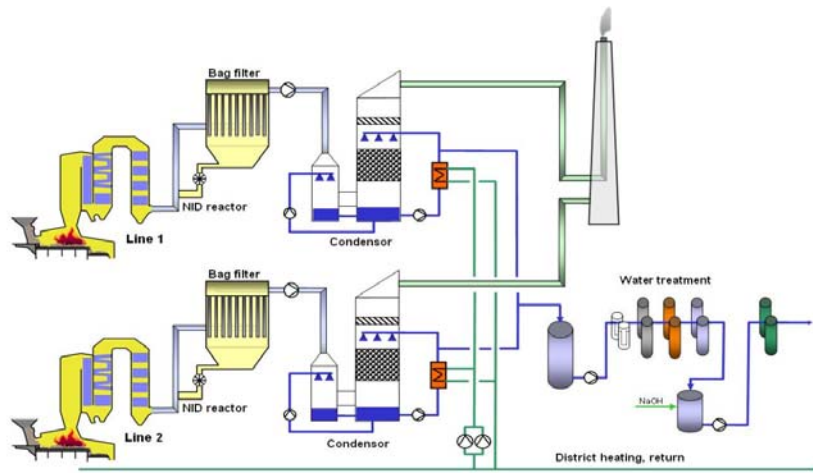 Bag filter
NID reactor
Line 1
Condensor
Bag filter
Water treatment
NID reactor
NaOH
Line 2
Condensor
District heating, return